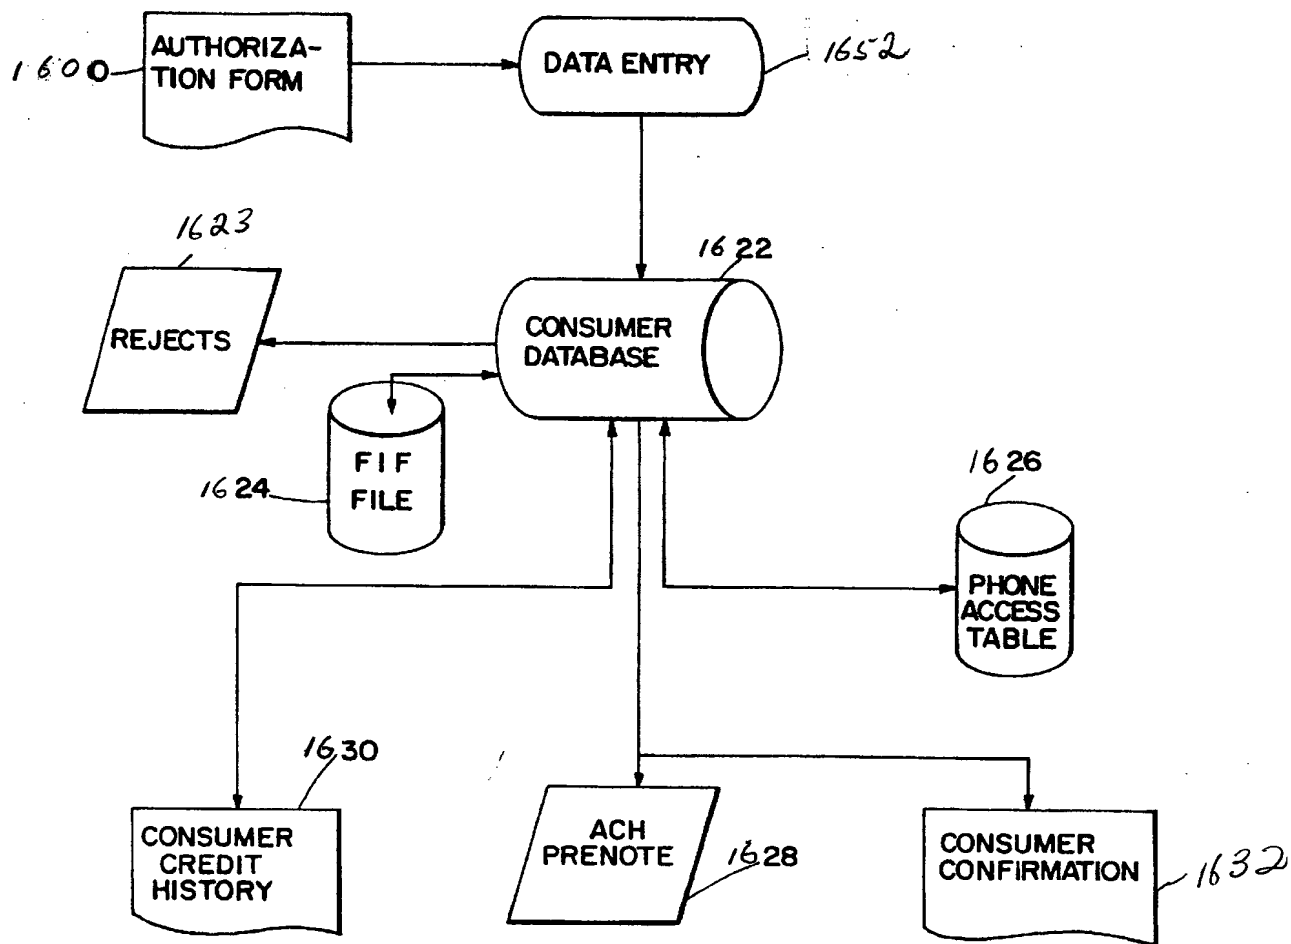 AUTHORIZA-
TION FORM
1600
DATA ENTRY
1652
1623
REJECTS
1622
CONSUMER
DATABASE
FIF
FILE
1624
1626
PHONE
ACCESS
TABLE
1630
CONSUMER
CREDIT
HISTORY
ACH
PRENOTE
1628
CONSUMER
CONFIRMATION
1632